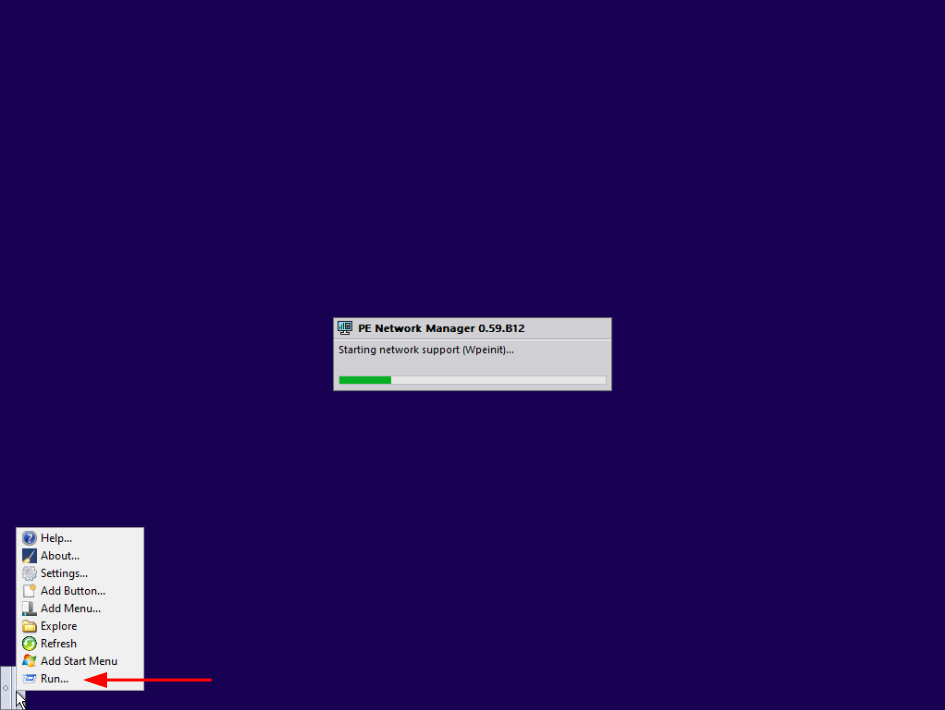 PE Network Manager 0.59.B12
Starting network support (Wpeinit)...
Help...
About...
Settings...
Add Button...
Add Menu...
Explore
Refresh
Add Start Menu
Run...